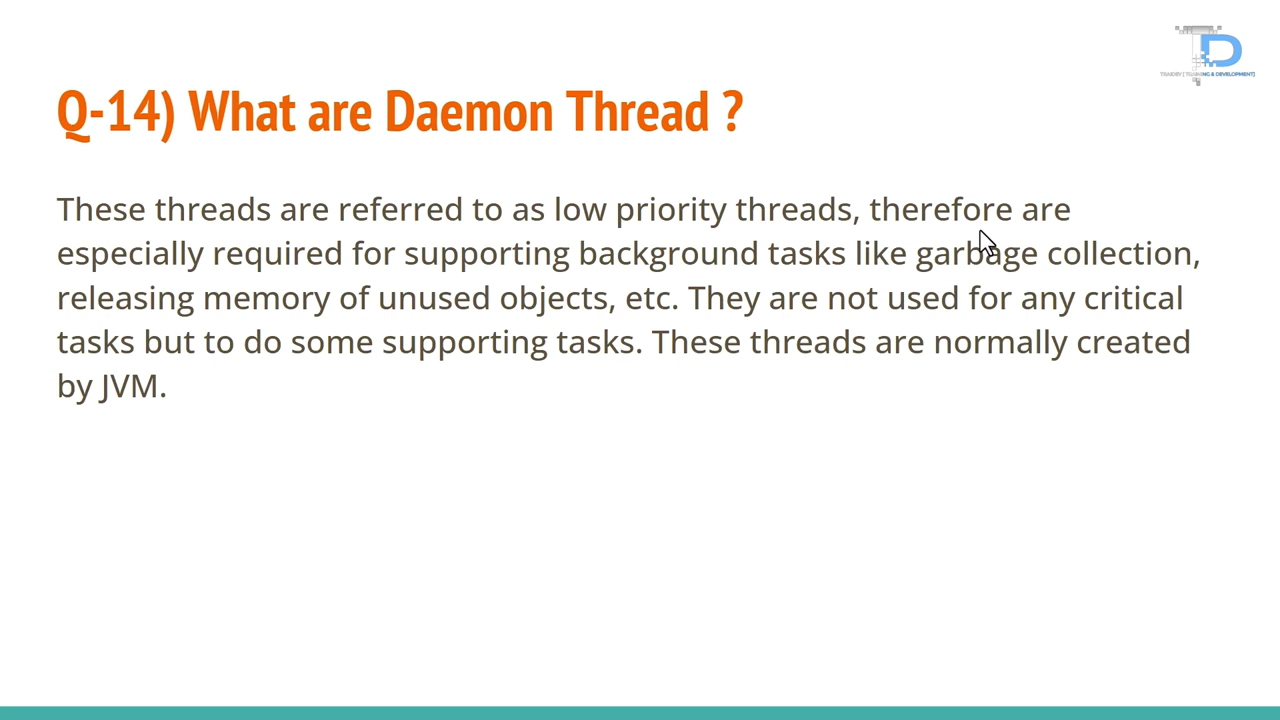 Q-14) What are Daemon Thread ?
These threads are referred to as low priority threads, therefore are
especially required for supporting background tasks like garbage collection,
releasing memory of unused objects, etc. They are not used for any critical
tasks but to do some supporting tasks. These threads are normally created
by JVM.